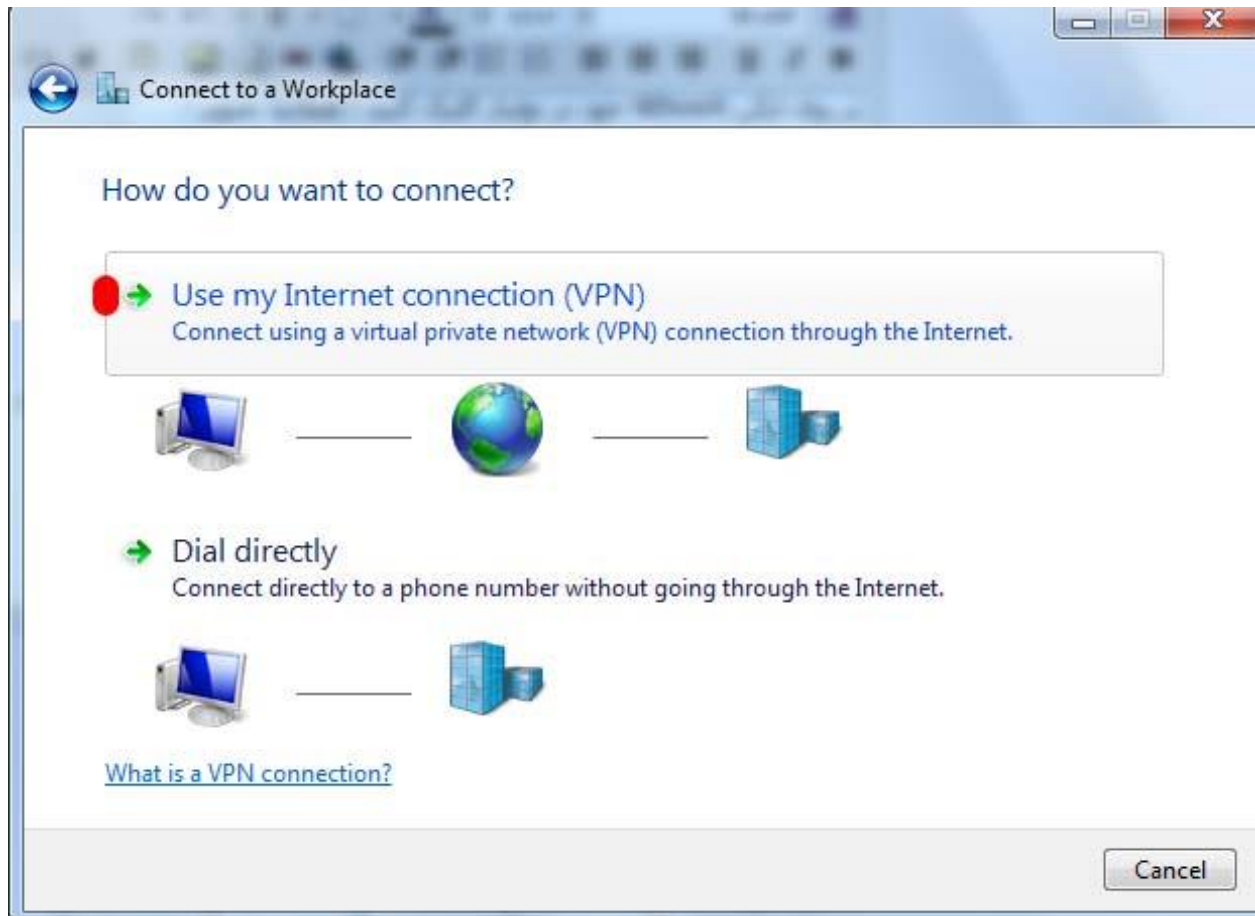 Connect to a Workplace
How do you want to connect?
Use my Internet connection (VPN)
Connect using a virtual private network (VPN) connection through the Internet.
Dial directly
Connect directly to a phone number without going through the Internet.
What is a VPN connection?
Cancel